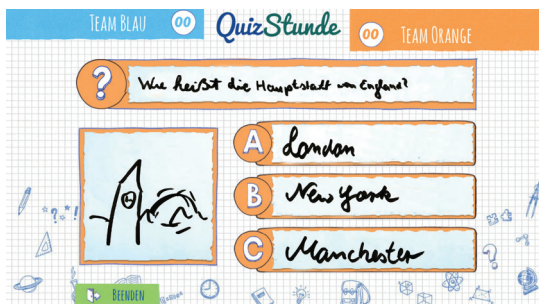 TEAM BLAU 00 QuizStunde 00 TEAM ORANGE
? Wie heißt die Hauptstadt von England?
A London
B New York
C Manchester
BEENDEN